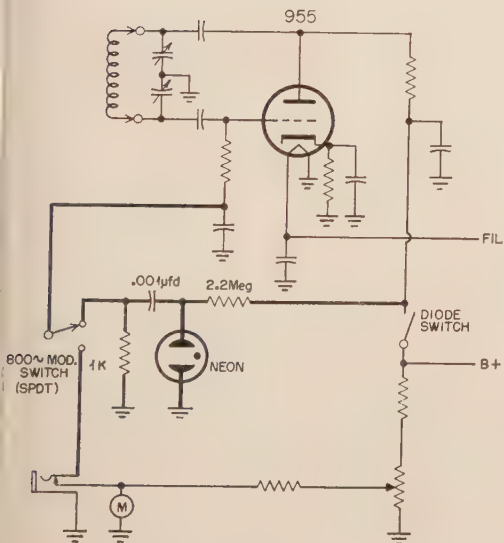 955
FIL
.001µfd
2.2Meg
DIODE
SWITCH
800~MOD.
SWITCH
(SPDT)
1K
NEON
B+
M